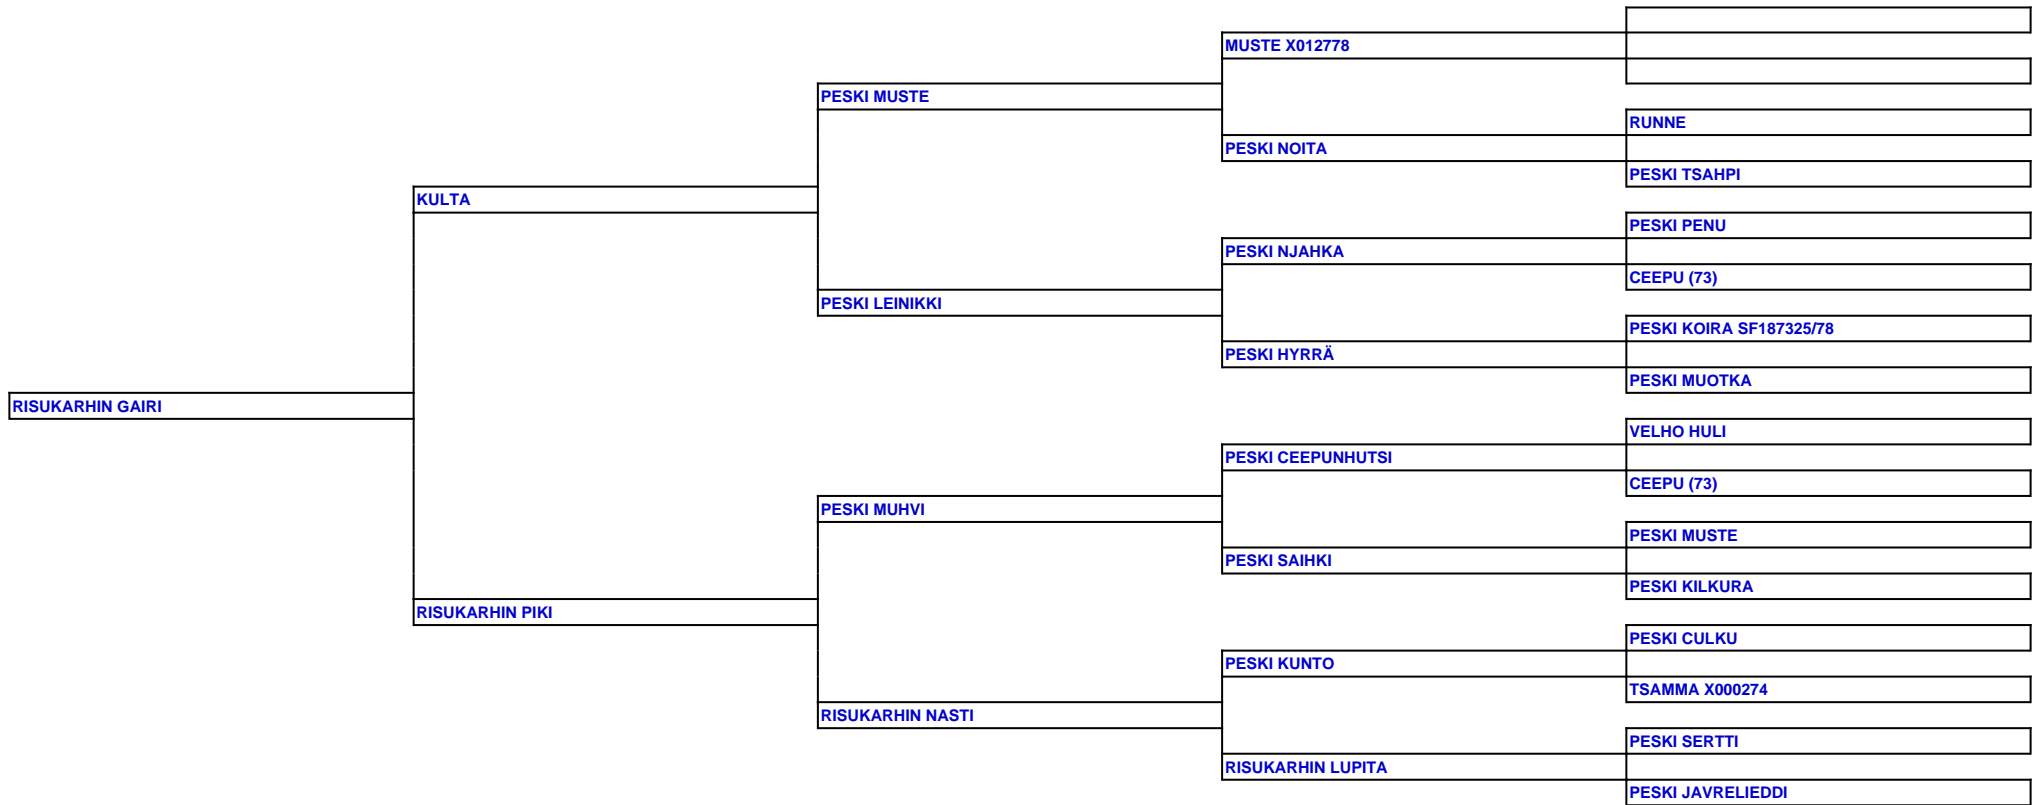 MUSTE X012778
PESKI MUSTE
RUNNE
PESKI NOITA
PESKI TSAHPI
KULTA
PESKI PENU
PESKI NJAHKA
CEEPU (73)
PESKI LEINIKKI
PESKI KOIRA SF187325/78
PESKI HYRRÄ
PESKI MUOTKA
RISUKARHIN GAIRI
VELHO HULI
PESKI CEEPUNHUTSI
CEEPU (73)
PESKI MUHVI
PESKI MUSTE
PESKI SAIHKI
PESKI KILKURA
RISUKARHIN PIKI
PESKI CULKU
PESKI KUNTO
TSAMMA X000274
RISUKARHIN NASTI
PESKI SERTTI
RISUKARHIN LUPITA
PESKI JAVRELIEDDI